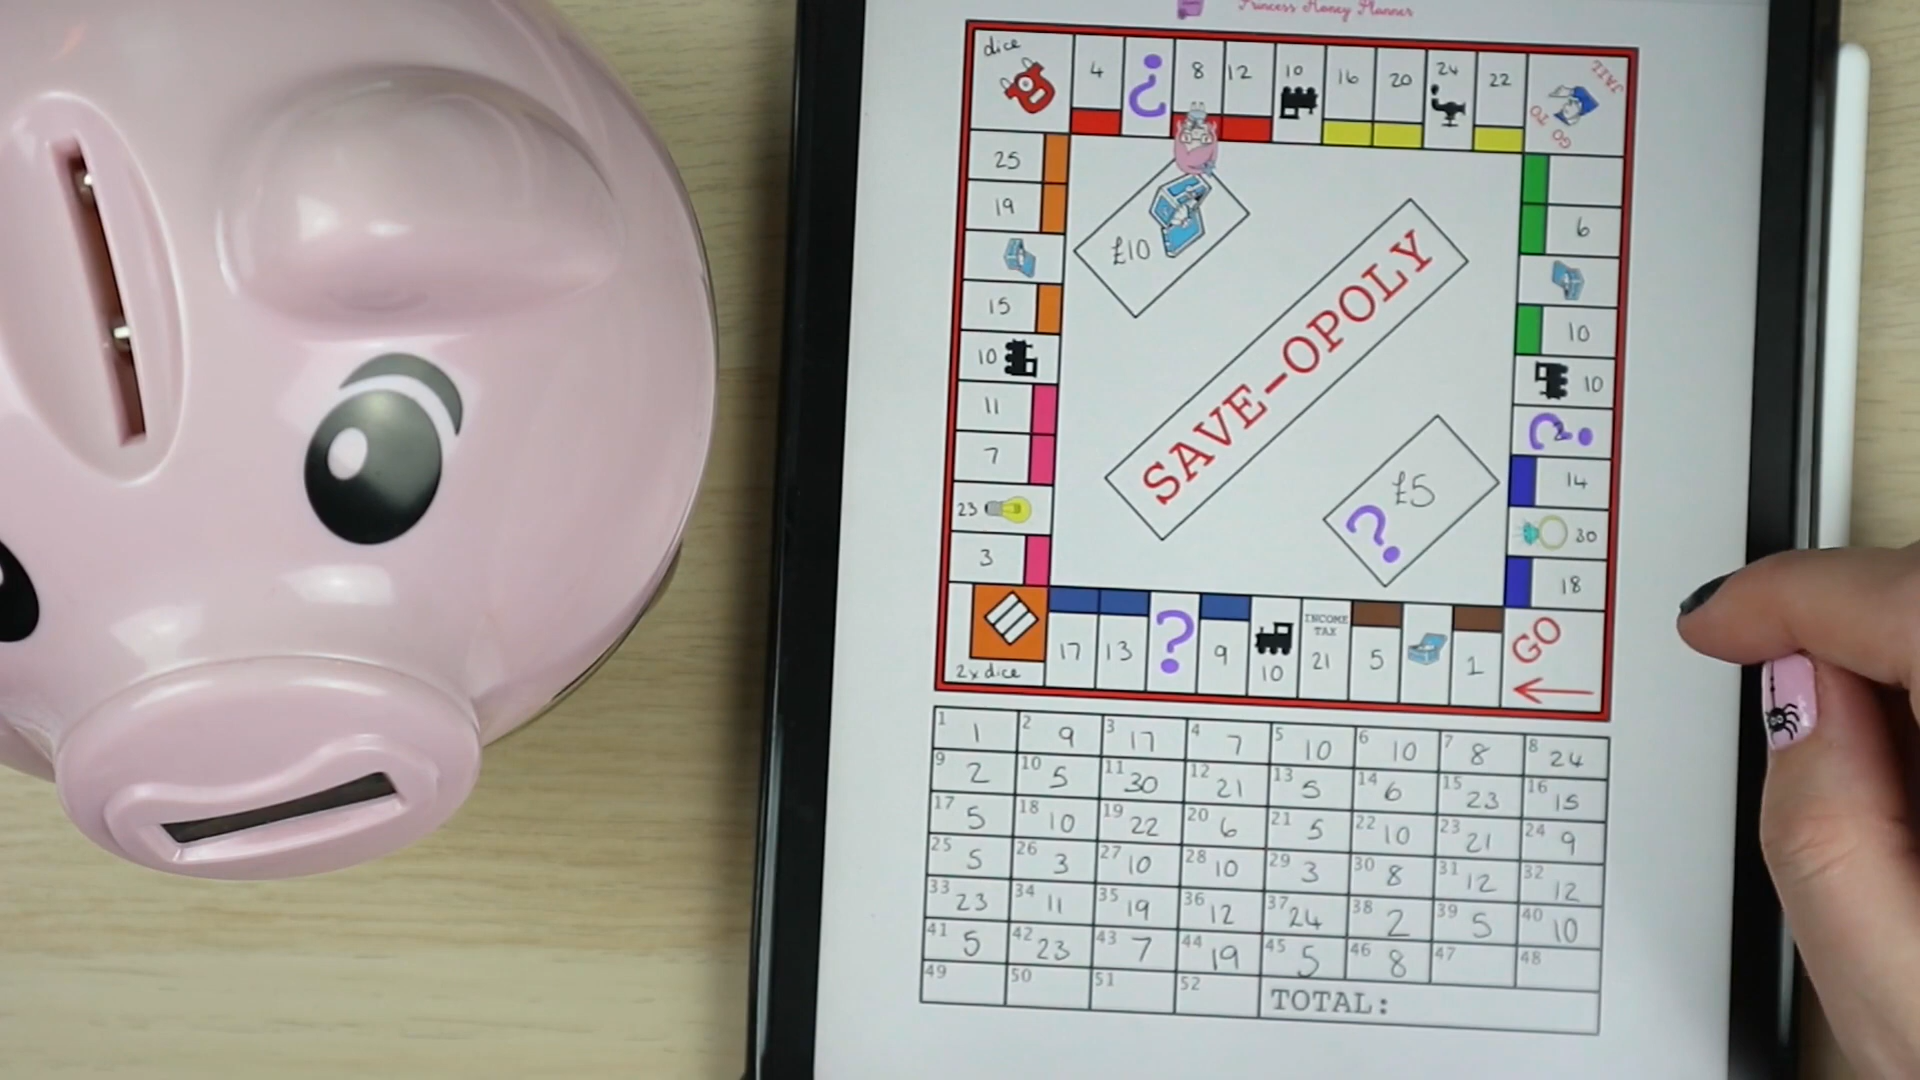 Princess Money Planner
dice
4
8
12
10
16
20
24
22
GO TO
JAIL
25
19
15
10
11
7
23
3
£10
SAVE-OPOLY
? £5
6
10
10
14
30
18
2x dice
17
13
?
9
10
INCOME
TAX
21
5
1
GO
1 1 2 9 3 17 4 7 5 10 6 10 7 8 8 24
9 2 10 5 11 30 12 21 13 5 14 6 15 23 16 15
17 5 18 10 19 22 20 6 21 5 22 10 23 21 24 9
25 5 26 3 27 10 28 10 29 3 30 8 31 12 32 12
33 23 34 11 35 19 36 12 37 24 38 2 39 5 40 10
41 5 42 23 43 7 44 19 45 5 46 8 47 48
49 50 51 52 TOTAL: